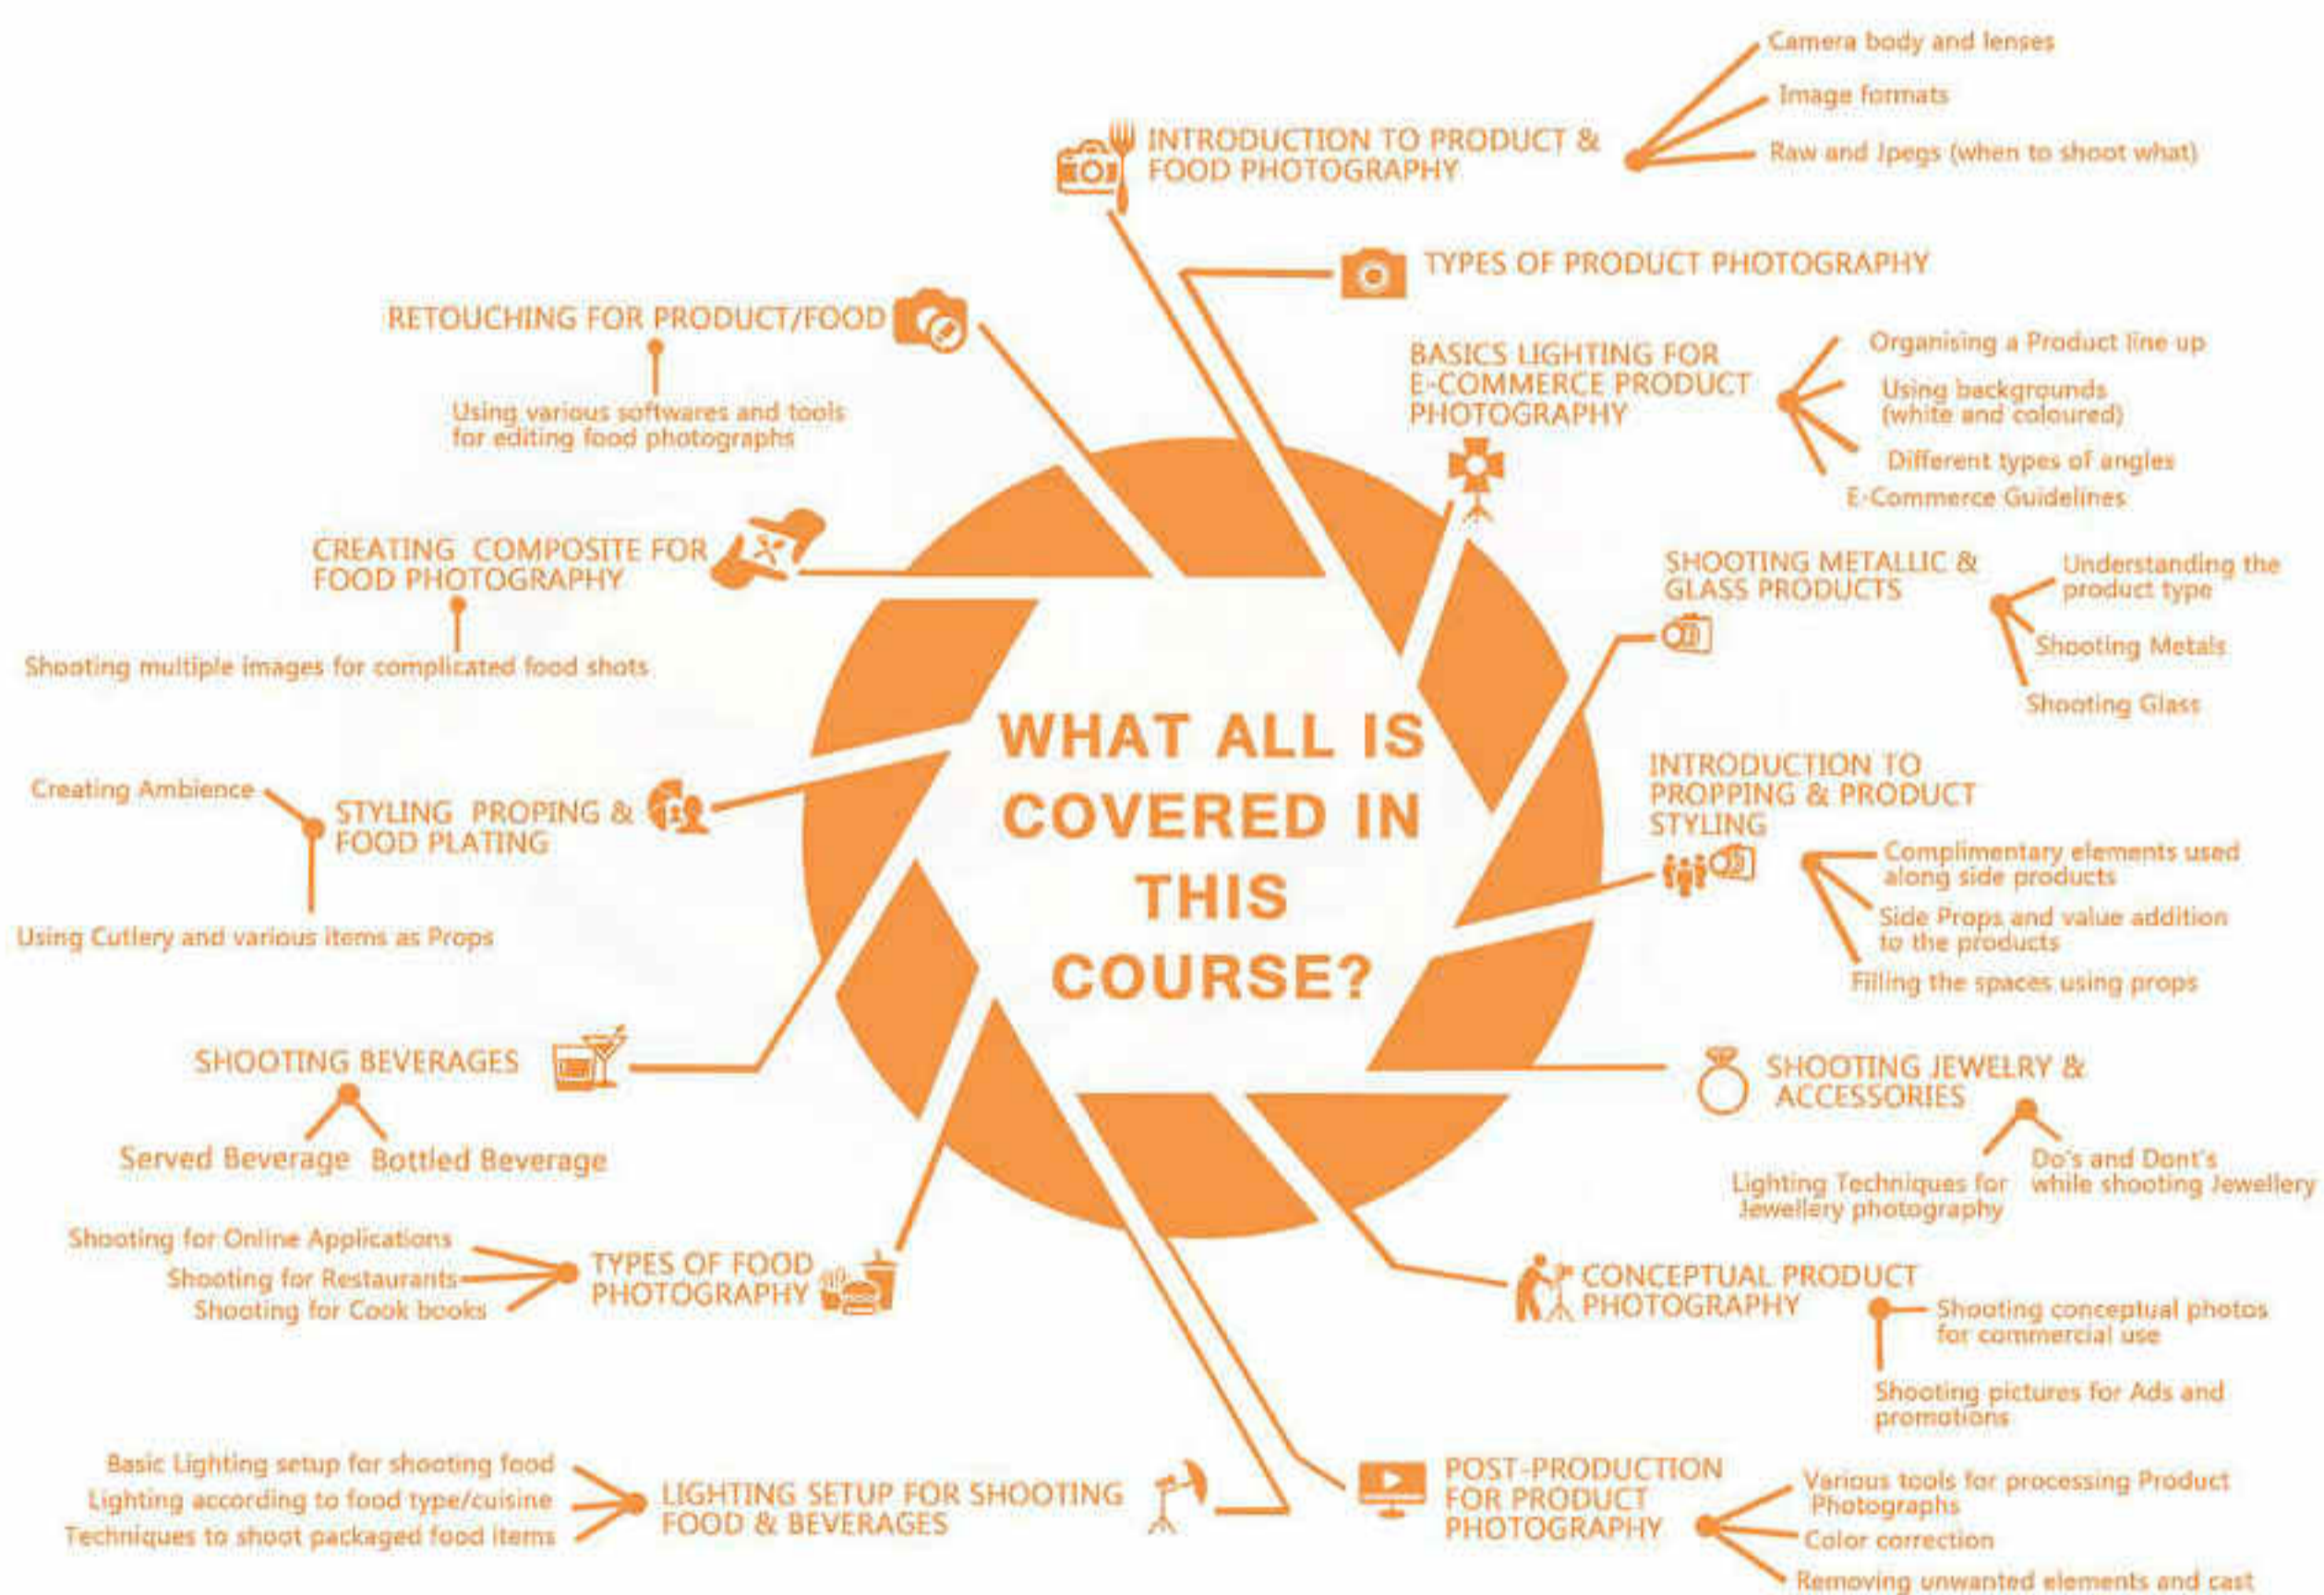 INTRODUCTION TO PRODUCT &
FOOD PHOTOGRAPHY
Camera body and lenses
Image formats
Raw and Jpegs (when to shoot what)
TYPES OF PRODUCT PHOTOGRAPHY
BASICS LIGHTING FOR
E-COMMERCE PRODUCT
PHOTOGRAPHY
Organising a Product line up
Using backgrounds
(white and coloured)
Different types of angles
E-Commerce Guidelines
SHOOTING METALLIC &
GLASS PRODUCTS
Understanding the
product type
Shooting Metals
Shooting Glass
INTRODUCTION TO
PROPPING & PRODUCT
STYLING
Complimentary elements used
along side products
Side Props and value addition
to the products
Filling the spaces using props
SHOOTING JEWELRY &
ACCESSORIES
Lighting Techniques for
Jewellery photography
Do's and Dont's
while shooting Jewellery
CONCEPTUAL PRODUCT
PHOTOGRAPHY
Shooting conceptual photos
for commercial use
Shooting pictures for Ads and
promotions
POST-PRODUCTION
FOR PRODUCT
PHOTOGRAPHY
Various tools for processing Product
Photographs
Color correction
Removing unwanted elements and cast
LIGHTING SETUP FOR SHOOTING
FOOD & BEVERAGES
Basic Lighting setup for shooting food
Lighting according to food type/cuisine
Techniques to shoot packaged food items
TYPES OF FOOD
PHOTOGRAPHY
Shooting for Online Applications
Shooting for Restaurants
Shooting for Cook books
SHOOTING BEVERAGES
Served Beverage
Bottled Beverage
STYLING PROPING &
FOOD PLATING
Creating Ambience
Using Cutlery and various items as Props
CREATING COMPOSITE FOR
FOOD PHOTOGRAPHY
Shooting multiple images for complicated food shots
RETOUCHING FOR PRODUCT/FOOD
Using various softwares and tools
for editing food photographs
WHAT ALL IS
COVERED IN
THIS
COURSE?